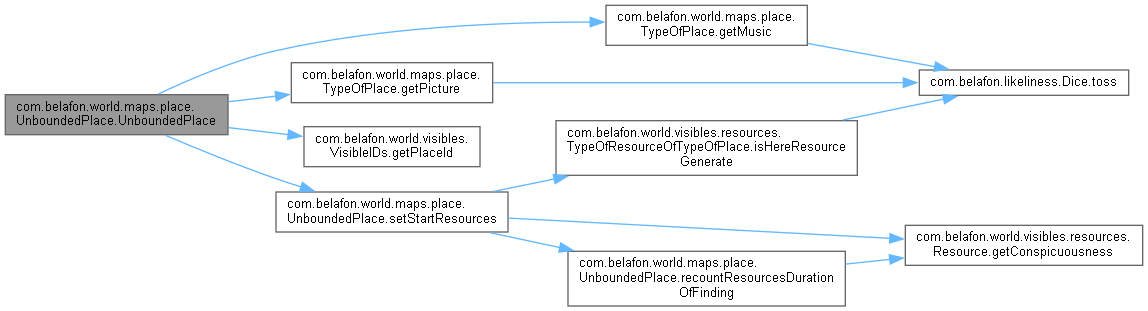 com.belafon.world.maps.place.
UnboundedPlace.UnboundedPlace
com.belafon.world.maps.place.
TypeOfPlace.getMusic
com.belafon.world.maps.place.
TypeOfPlace.getPicture
com.belafon.likeliness.Dice.toss
com.belafon.world.visibles.
VisibleIDs.getPlaceId
com.belafon.world.visibles.resources.
TypeOfResourceOfTypeOfPlace.isHereResource
Generate
com.belafon.world.maps.place.
UnboundedPlace.setStartResources
com.belafon.world.visibles.resources.
Resource.getConspicuousness
com.belafon.world.maps.place.
UnboundedPlace.recountResourcesDuration
OfFinding